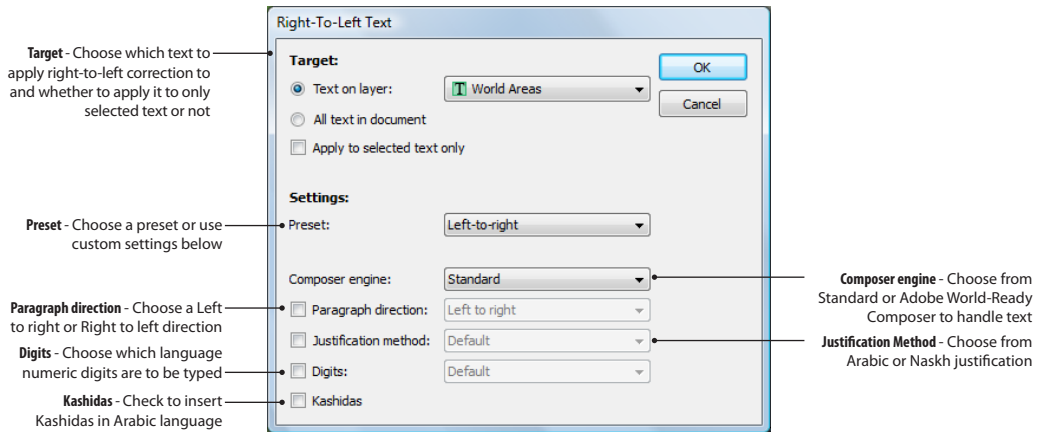 Right-To-Left Text
Target - Choose which text to
apply right-to-left correction to
and whether to apply it to only
selected text or not
Target:
Text on layer:
T World Areas
OK
Cancel
All text in document
Apply to selected text only
Settings:
Preset - Choose a preset or use
custom settings below
Preset:
Left-to-right
Composer engine:
Standard
Composer engine - Choose from
Standard or Adobe World-Ready
Composer to handle text
Paragraph direction - Choose a Left
to right or Right to left direction
Paragraph direction:
Left to right
Justification method:
Default
Justification Method - Choose from
Arabic or Naskh justification
Digits - Choose which language
numeric digits are to be typed
Digits:
Default
Kashidas - Check to insert
Kashidas in Arabic language
Kashidas